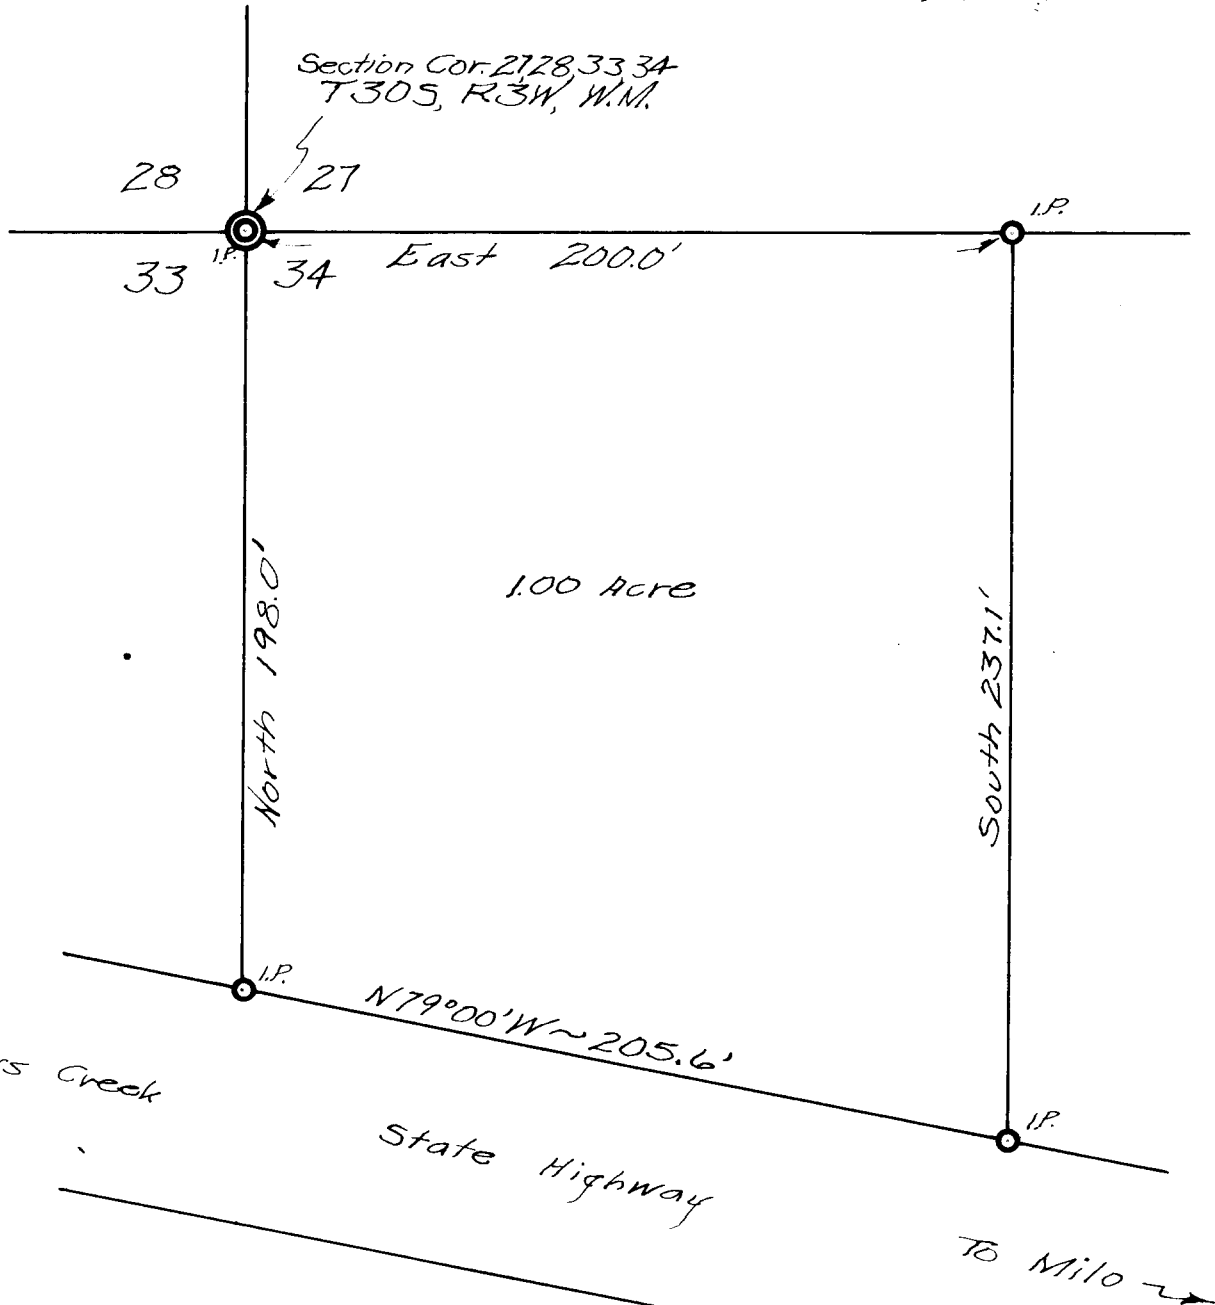 Section Cor. 27 28 33 34
T30S, R3W, W.M.
28
27
I.P.
I.P.
East 200.0'
33
34
1.00 Acre
North 198.0'
South 237.1'
I.P.
N79°00'W~205.6'
Creek
I.P.
State Highway
To Milo